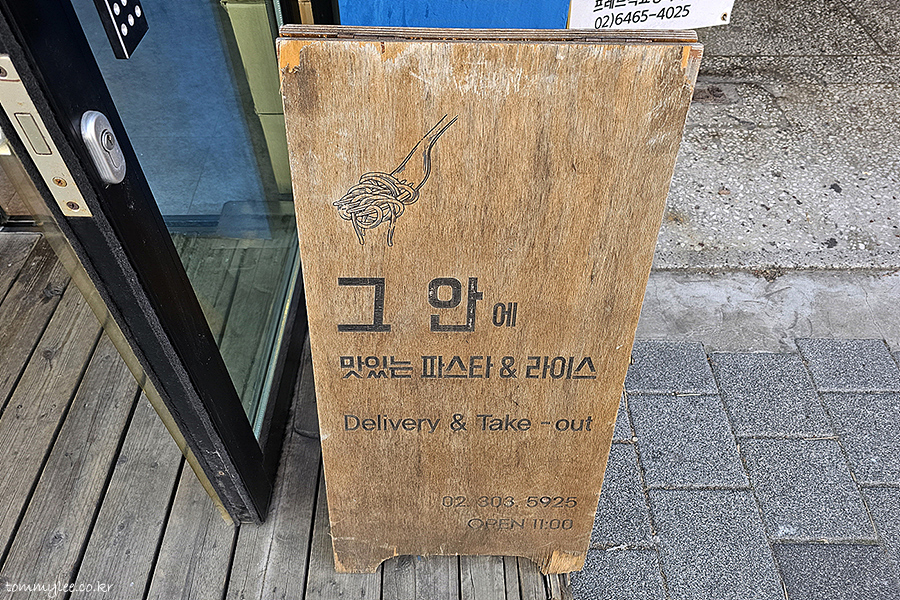 02)6465-4025
그 안에
맛있는 파스타 & 라이스
Delivery & Take-out
02. 303. 5925
OPEN 11:00
tommyjlee.co.kr